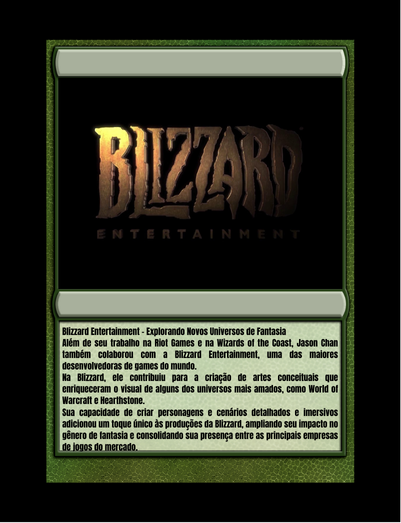 BLIZZARD
ENTERTAINMENT
Blizzard Entertainment - Explorando Novos Universos de Fantasia
Além de seu trabalho na Riot Games e na Wizards of the Coast, Jason Chan
também colaborou com a Blizzard Entertainment, uma das maiores
desenvolvedoras de games do mundo.
Na Blizzard, ele contribuiu para a criação de artes conceituais que
enriqueceram o visual de alguns dos universos mais amados, como World of
Warcraft e Hearthstone.
Sua capacidade de criar personagens e cenários detalhados e imersivos
adicionou um toque único às produções da Blizzard, ampliando seu impacto no
gênero de fantasia e consolidando sua presença entre as principais empresas
de jogos do mercado.